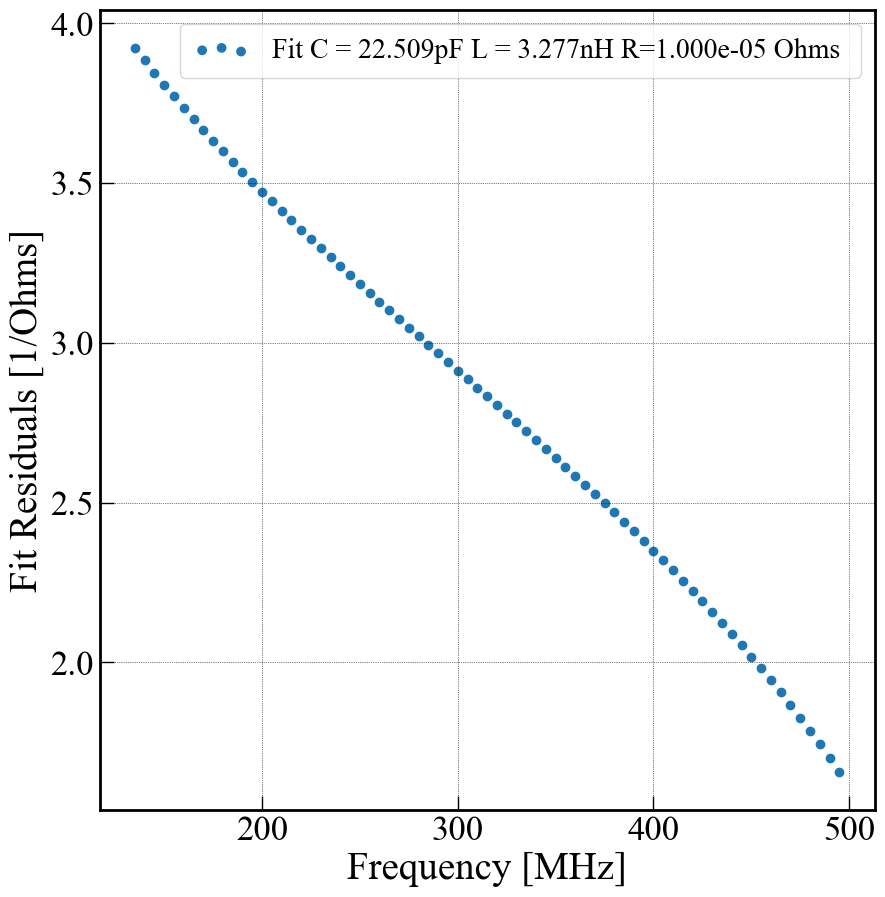 Fit C = 22.509pF L = 3.277nH R=1.000e-05 Ohms
4.0
3.5
3.0
2.5
2.0
Fit Residuals [1/Ohms]
200 300 400 500
Frequency [MHz]